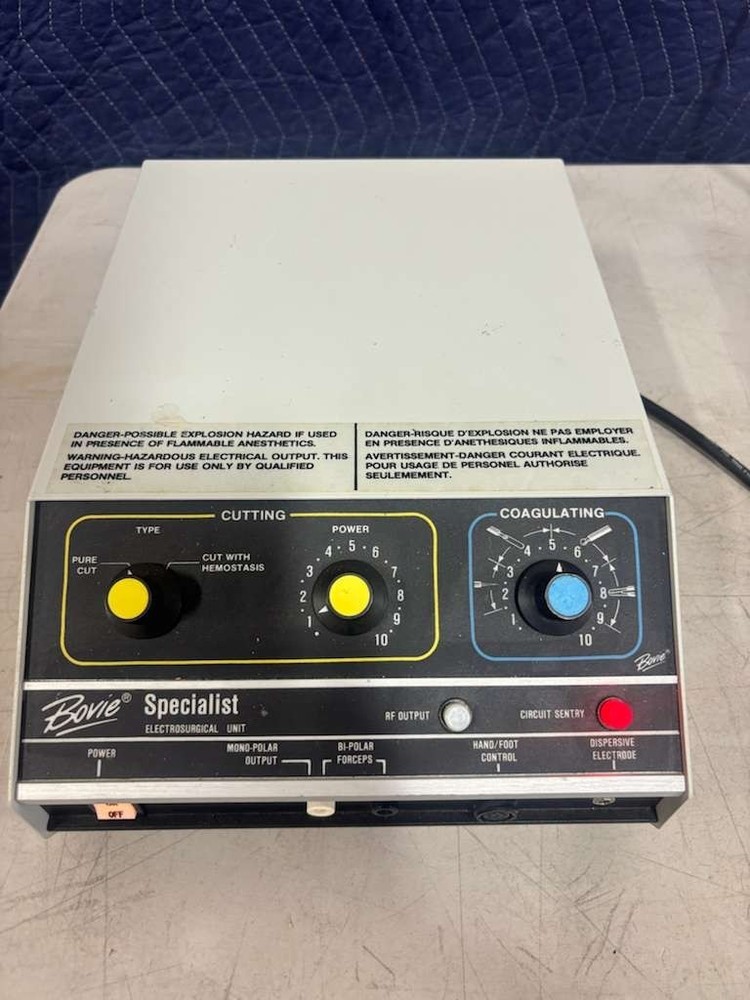 DANGER-POSSIBLE EXPLOSION HAZARD IF USED
IN PRESENCE OF FLAMMABLE ANESTHETICS.
WARNING-HAZARDOUS ELECTRICAL OUTPUT. THIS
EQUIPMENT IS FOR USE ONLY BY QUALIFIED
PERSONNEL.
DANGER-RISQUE D'EXPLOSION NE PAS EMPLOYER
EN PRESENCE D'ANETHESIQUES INFLAMMABLES.
AVERTISSEMENT-DANGER COURANT ELECTRIQUE.
POUR USAGE DE PERSONEL AUTHORISE
SEULEMEMENT.
CUTTING
TYPE
PURE
CUT
CUT WITH
HEMOSTASIS
POWER
1 2 3 4 5 6 7 8 9 10
COAGULATING
1 2 3 4 5 6 7 8 9 10
Bovie®
Bovie® Specialist
ELECTROSURGICAL UNIT
RF OUTPUT
CIRCUIT SENTRY
POWER
MONO-POLAR
OUTPUT
BI-POLAR
FORCEPS
HAND/FOOT
CONTROL
DISPERSIVE
ELECTRODE
OFF